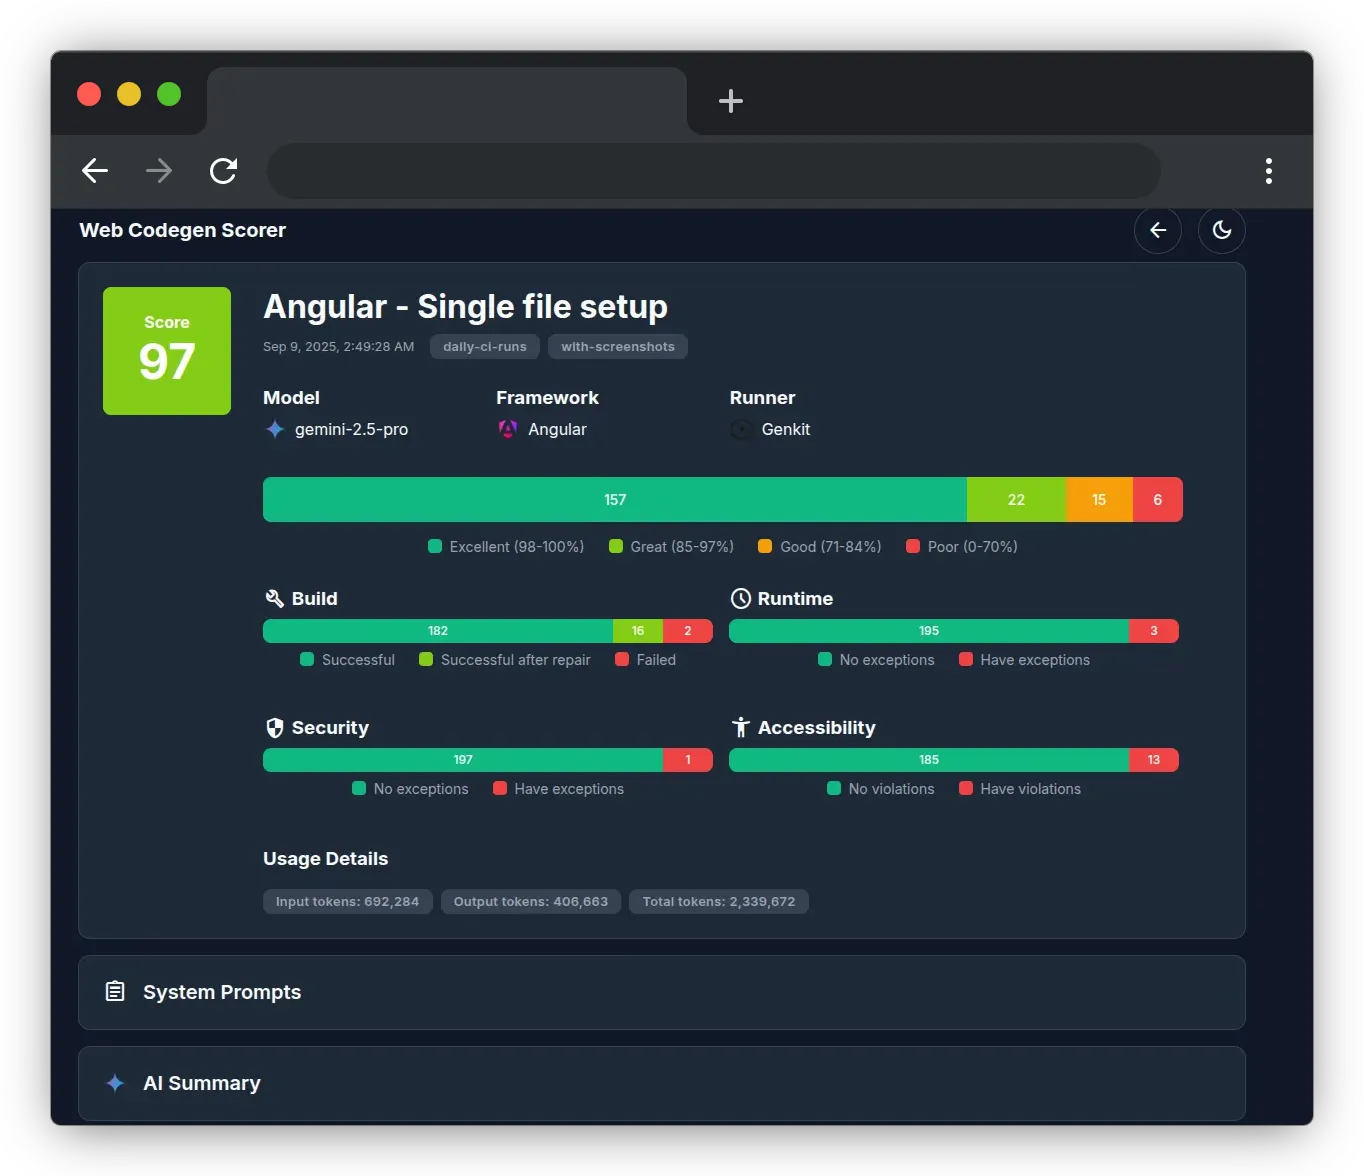 Web Codegen Scorer
Score
97
Angular - Single file setup
Sep 9, 2025, 2:49:28 AM daily-ci-runs with-screenshots
Model Framework Runner
gemini-2.5-pro Angular Genkit
157 22 15 6
Excellent (98-100%) Great (85-97%) Good (71-84%) Poor (0-70%)
Build
182 16 2
Successful Successful after repair Failed
Runtime
195 3
No exceptions Have exceptions
Security
197 1
No exceptions Have exceptions
Accessibility
185 13
No violations Have violations
Usage Details
Input tokens: 692,284 Output tokens: 406,663 Total tokens: 2,339,672
System Prompts
AI Summary